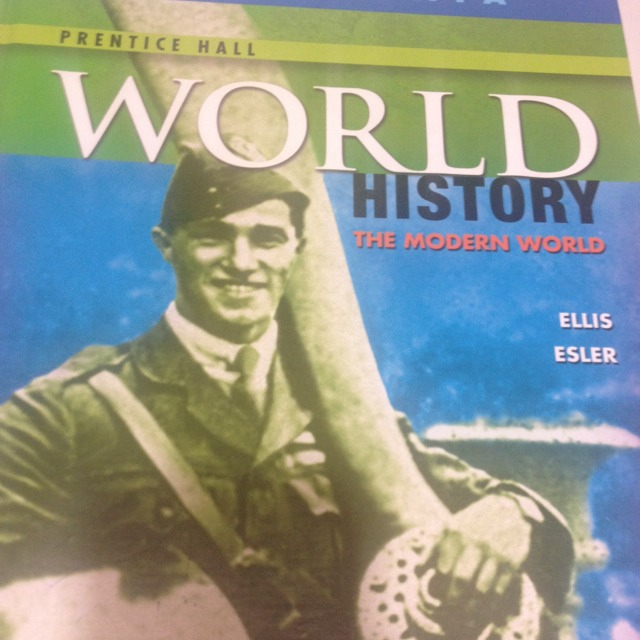 PRENTICE HALL
WORLD
HISTORY
THE MODERN WORLD
ELLIS
ESLER